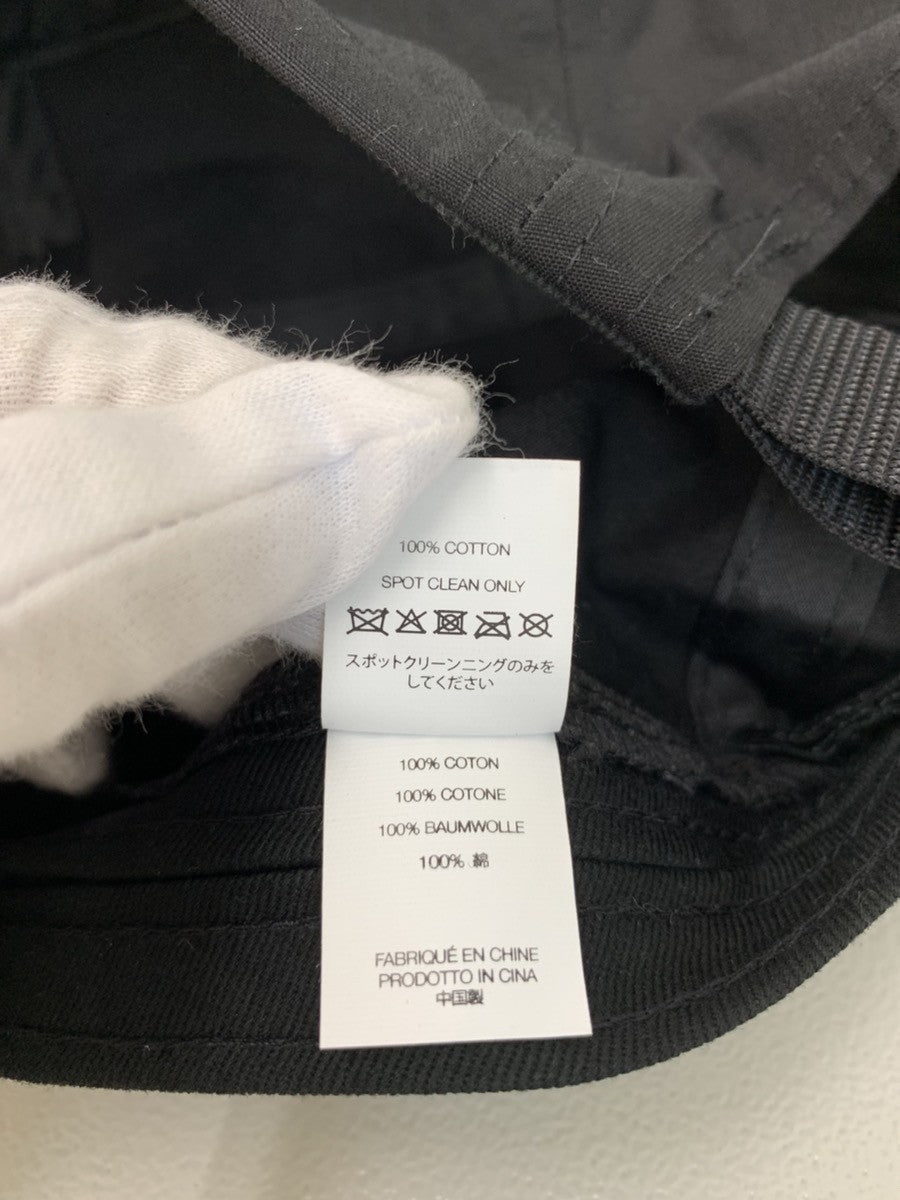 100% COTTON
SPOT CLEAN ONLY
スポットクリーンニングのみを
してください
100% COTON
100% COTONE
100% BAUMWOLLE
100% 綿
FABRIQUÉ EN CHINE
PRODOTTO IN CINA
中国製